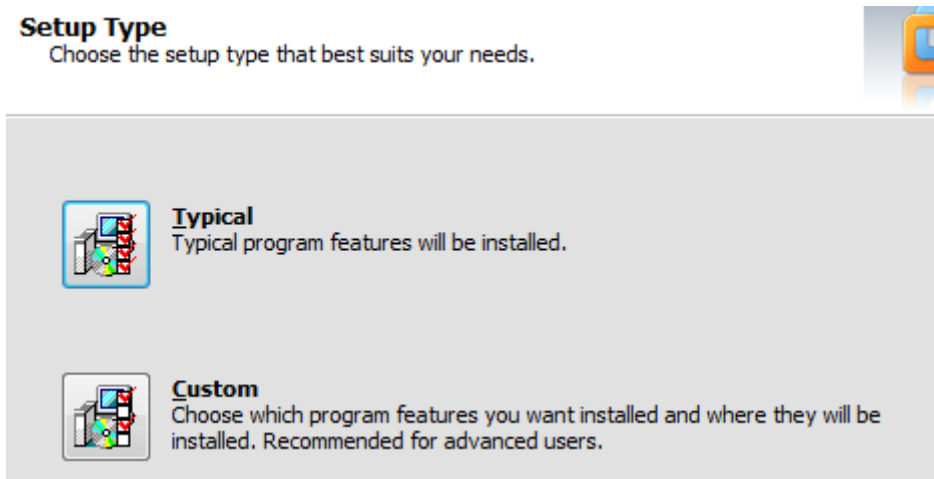 Setup Type
Choose the setup type that best suits your needs.
Typical
Typical program features will be installed.
Custom
Choose which program features you want installed and where they will be
installed. Recommended for advanced users.